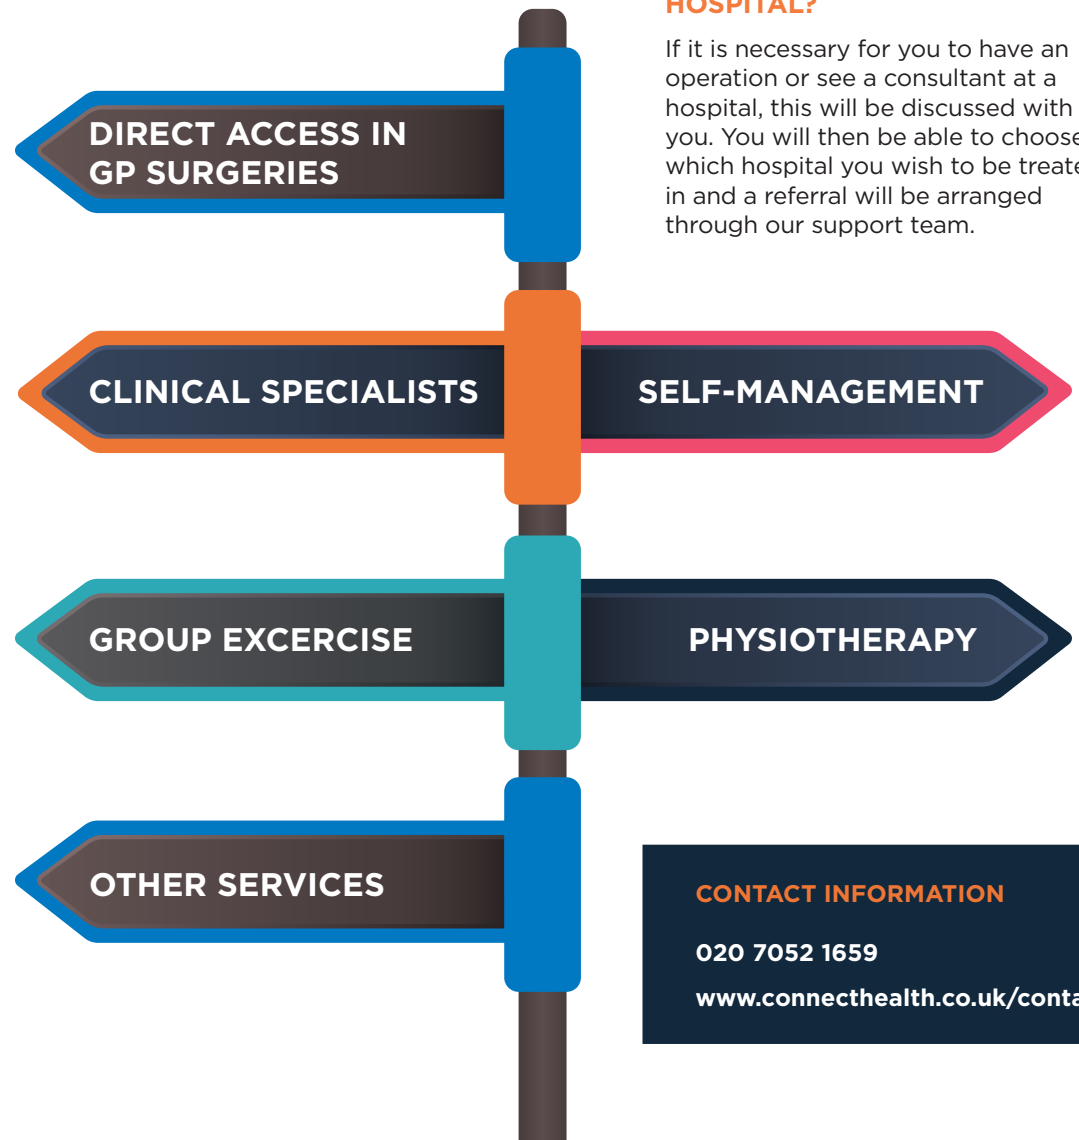 HOSPITAL?
If it is necessary for you to have an
operation or see a consultant at a
hospital, this will be discussed with
you. You will then be able to choose
which hospital you wish to be treate
in and a referral will be arranged
through our support team.
DIRECT ACCESS IN
GP SURGERIES
CLINICAL SPECIALISTS
SELF-MANAGEMENT
GROUP EXCERCISE
PHYSIOTHERAPY
OTHER SERVICES
CONTACT INFORMATION
020 7052 1659
www.connecthealth.co.uk/conta